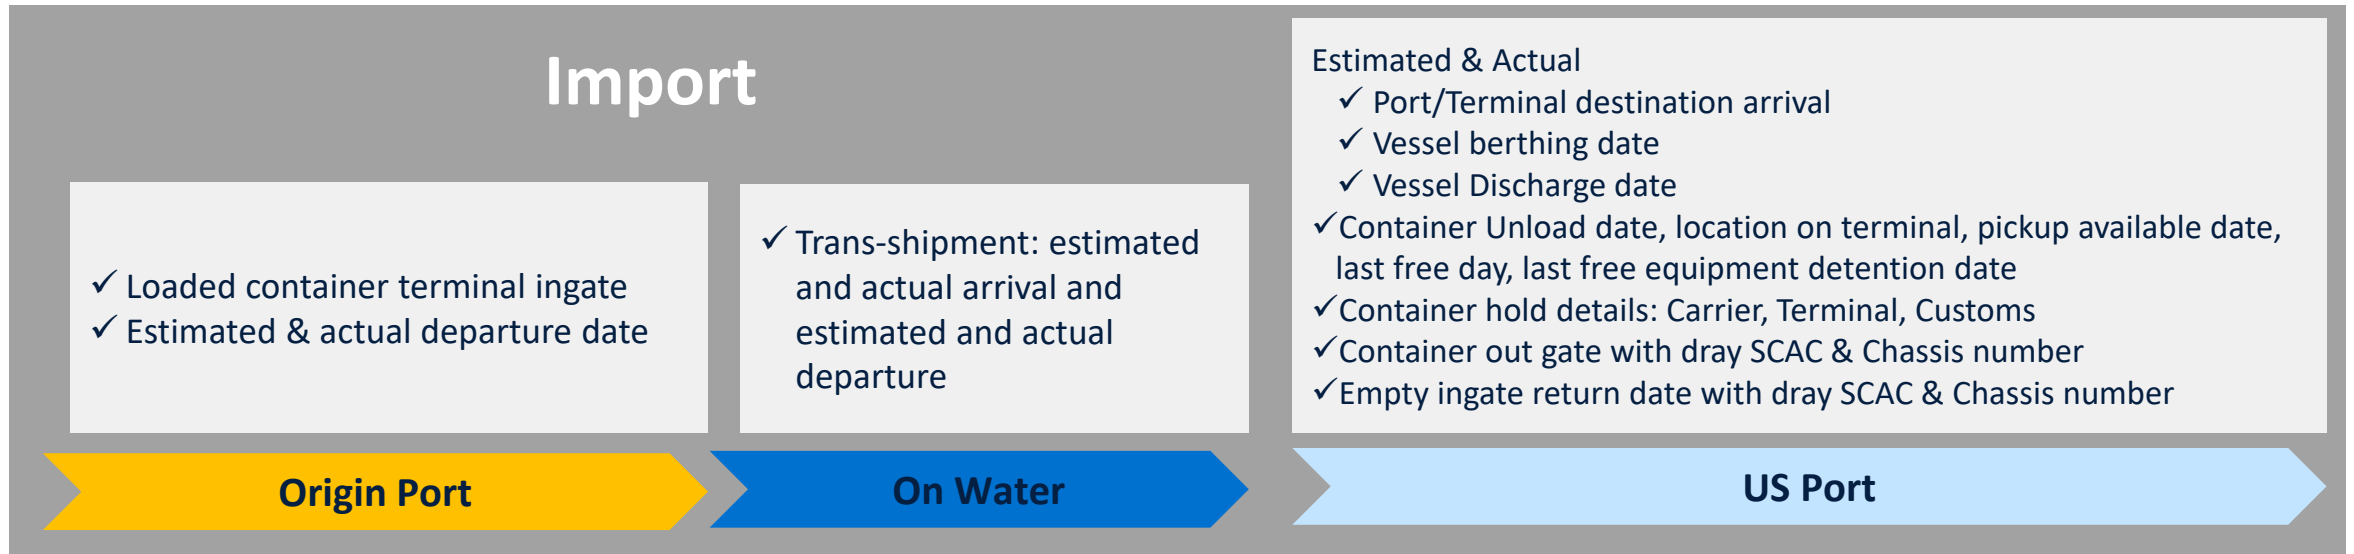 Import
✓ Loaded container terminal ingate
✓ Estimated & actual departure date
✓ Trans-shipment: estimated
and actual arrival and
estimated and actual
departure
Estimated & Actual
✓ Port/Terminal destination arrival
✓ Vessel berthing date
✓ Vessel Discharge date
✓Container Unload date, location on terminal, pickup available date,
last free day, last free equipment detention date
✓Container hold details: Carrier, Terminal, Customs
✓Container out gate with dray SCAC & Chassis number
✓Empty ingate return date with dray SCAC & Chassis number
Origin Port
On Water
US Port